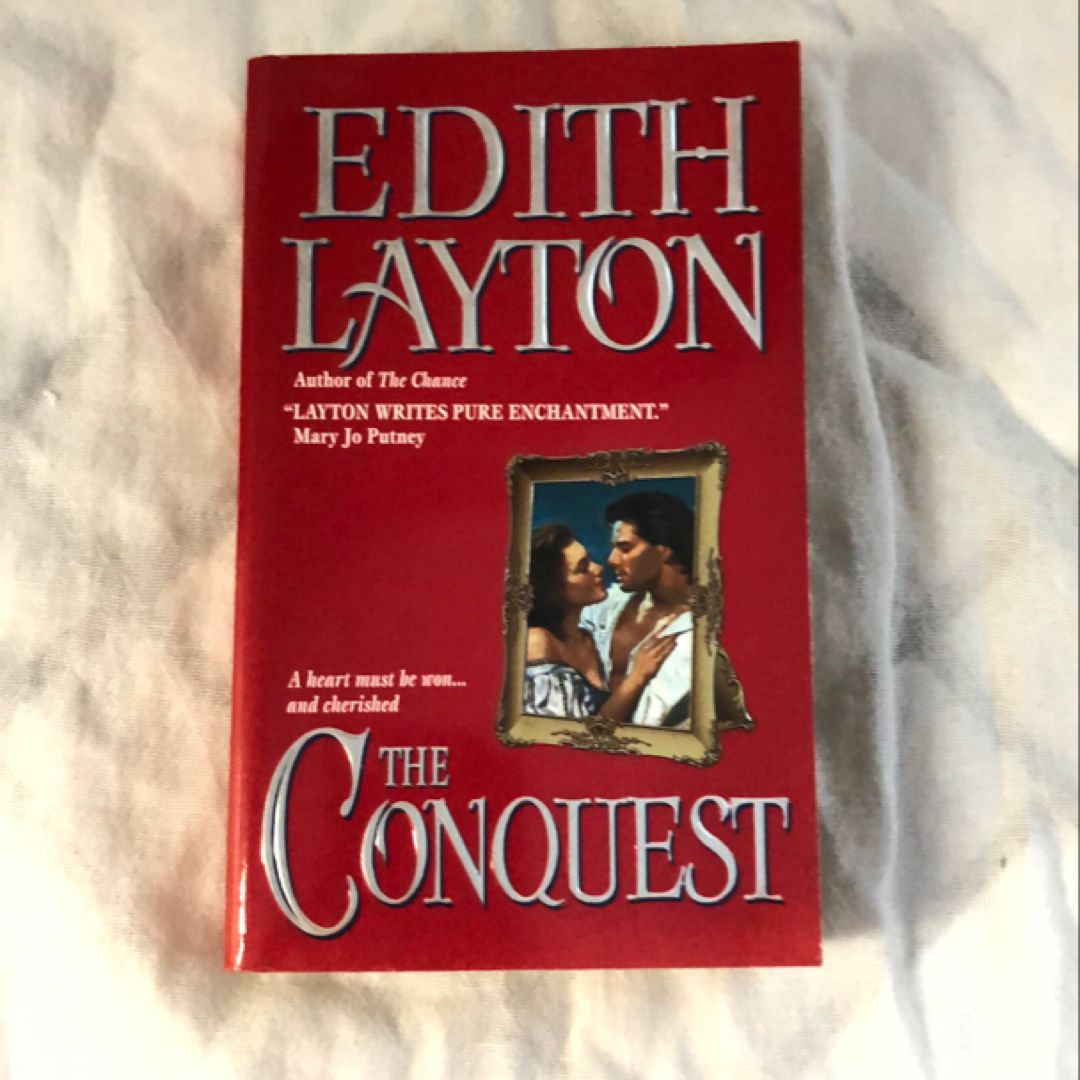 EDITH
LAYTON
Author of The Chance
“LAYTON WRITES PURE ENCHANTMENT.”
Mary Jo Putney
A heart must be won...
and cherished
THE
CONQUEST